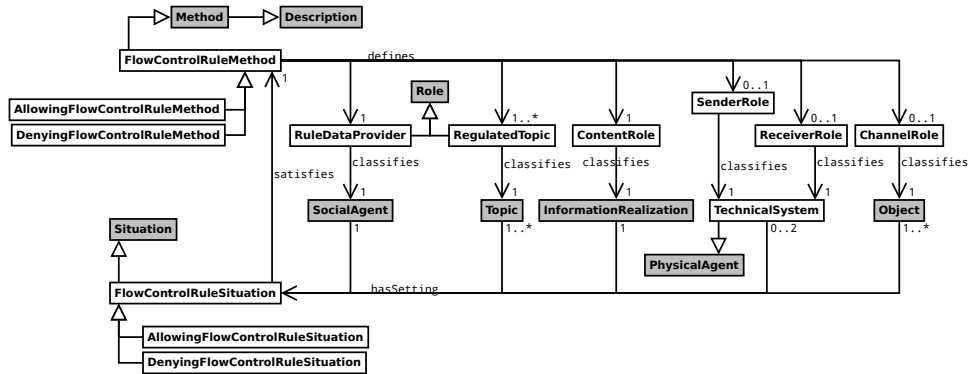 Method
Description
FlowControlRuleMethod
defines
1
AllowingFlowControlRuleMethod
DenyingFlowControlRuleMethod
Role
0..1
SenderRole
1
1..*
1
0..1
0..1
RuleDataProvider
RegulatedTopic
ContentRole
ReceiverRole
ChannelRole
classifies
classifies
classifies
classifies
classifies
classifies
satisfies
1
1
1
1
1
1
SocialAgent
Topic
InformationRealization
TechnicalSystem
Object
1
1..*
1
0..2
1..*
Situation
PhysicalAgent
FlowControlRuleSituation
hasSetting
AllowingFlowControlRuleSituation
DenyingFlowControlRuleSituation